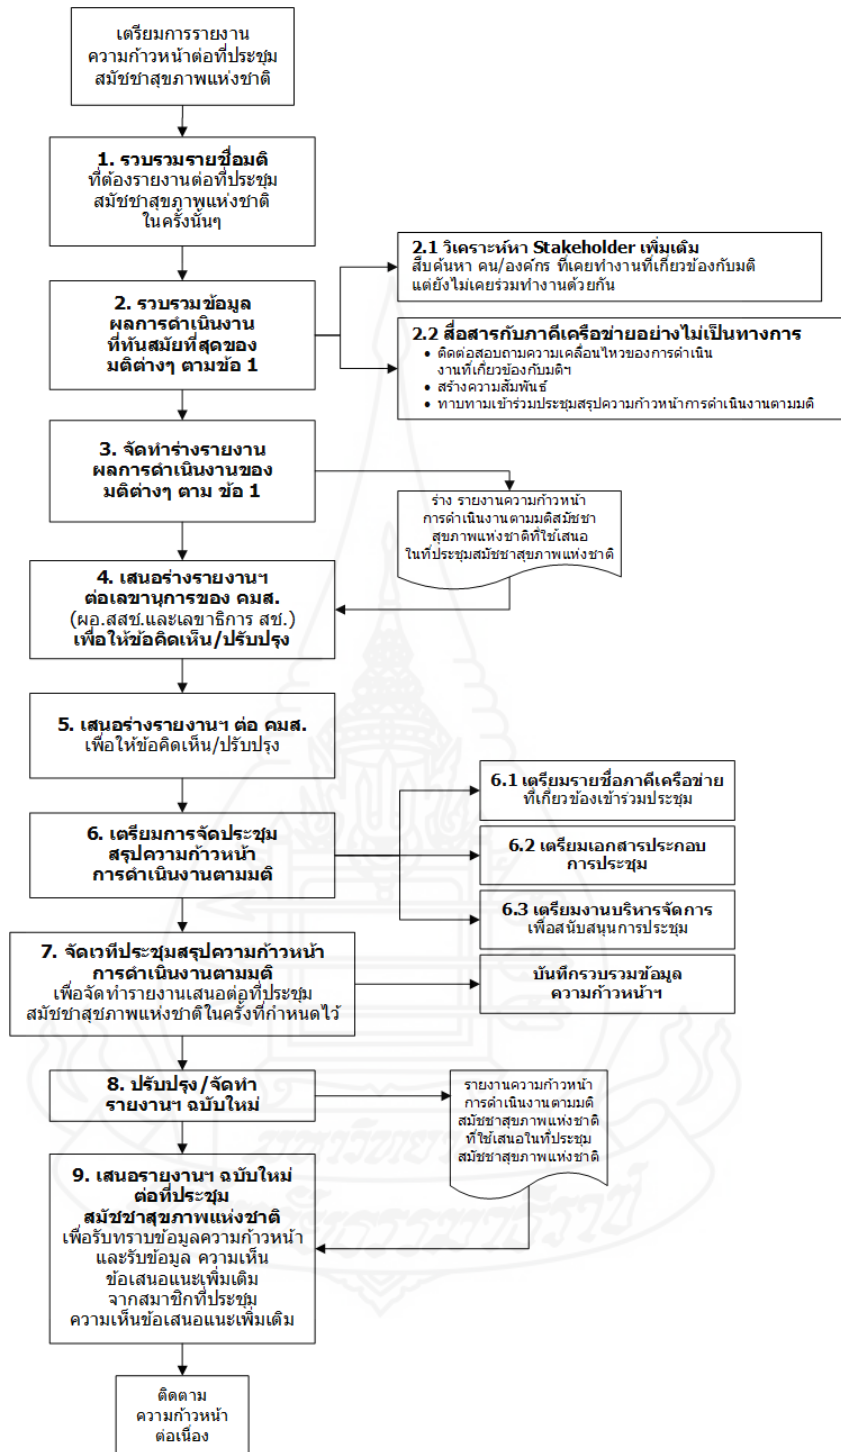 เตรียมการรายงาน
ความก้าวหน้าต่อที่ประชุม
สมัชชาสุขภาพแห่งชาติ
1. รวบรวมรายชื่อมติ
ที่ต้องรายงานต่อที่ประชุม
สมัชชาสุขภาพแห่งชาติ
ในครั้งนั้นๆ
2. รวบรวมข้อมูล
ผลการดำเนินงาน
ที่ทันสมัยที่สุดของ
มติต่างๆ ตามข้อ 1
2.1 วิเคราะห์หา Stakeholder เพิ่มเติม
สืบค้นหา คน/องค์กร ที่เคยทำงานที่เกี่ยวข้องกับมติ
แต่ยังไม่เคยร่วมทำงานด้วยกัน
2.2 สื่อสารกับภาคีเครือข่ายอย่างไม่เป็นทางการ
• ติดต่อสอบถามความเคลื่อนไหวของการดำเนิน
งานที่เกี่ยวข้องกับมติฯ
• สร้างความสัมพันธ์
• ทาบทามเข้าร่วมประชุมสรุปความก้าวหน้าการดำเนินงานตามมติ
3. จัดทำร่างรายงาน
ผลการดำเนินงานของ
มติต่างๆ ตาม ข้อ 1
ร่าง รายงานความก้าวหน้า
การดำเนินงานตามมติสมัชชา
สุขภาพแห่งชาติที่ใช้เสนอ
ในที่ประชุมสมัชชาสุขภาพแห่งชาติ
4. เสนอร่างรายงานฯ
ต่อเลขานุการของ คมส.
(ผอ.สสช.และเลขาธิการ สช.)
เพื่อให้ข้อคิดเห็น/ปรับปรุง
5. เสนอร่างรายงานฯ ต่อ คมส.
เพื่อให้ข้อคิดเห็น/ปรับปรุง
6. เตรียมการจัดประชุม
สรุปความก้าวหน้า
การดำเนินงานตามมติ
6.1 เตรียมรายชื่อภาคีเครือข่าย
ที่เกี่ยวข้องเข้าร่วมประชุม
6.2 เตรียมเอกสารประกอบ
การประชุม
6.3 เตรียมงานบริหารจัดการ
เพื่อสนับสนุนการประชุม
7. จัดเวทีประชุมสรุปความก้าวหน้า
การดำเนินงานตามมติ
เพื่อจัดทำรายงานเสนอต่อที่ประชุม
สมัชชาสุชภาพแห่งชาติในครั้งที่กำหนดไว้
บันทึกรวบรวมข้อมูล
ความก้าวหน้าฯ
8. ปรับปรุง/จัดทำ
รายงานฯ ฉบับใหม่
รายงานความก้าวหน้า
การดำเนินงานตามมติ
สมัชชาสุขภาพแห่งชาติ
ที่ใช้เสนอในที่ประชุม
สมัชชาสุขภาพแห่งชาติ
9. เสนอรายงานฯ ฉบับใหม่
ต่อที่ประชุม
สมัชชาสุขภาพแห่งชาติ
เพื่อรับทราบข้อมูลความก้าวหน้า
และรับข้อมูล ความเห็น
ข้อเสนอแนะเพิ่มเติม
จากสมาชิกที่ประชุม
ความเห็นข้อเสนอแนะเพิ่มเติม
ติดตาม
ความก้าวหน้า
ต่อเนื่อง